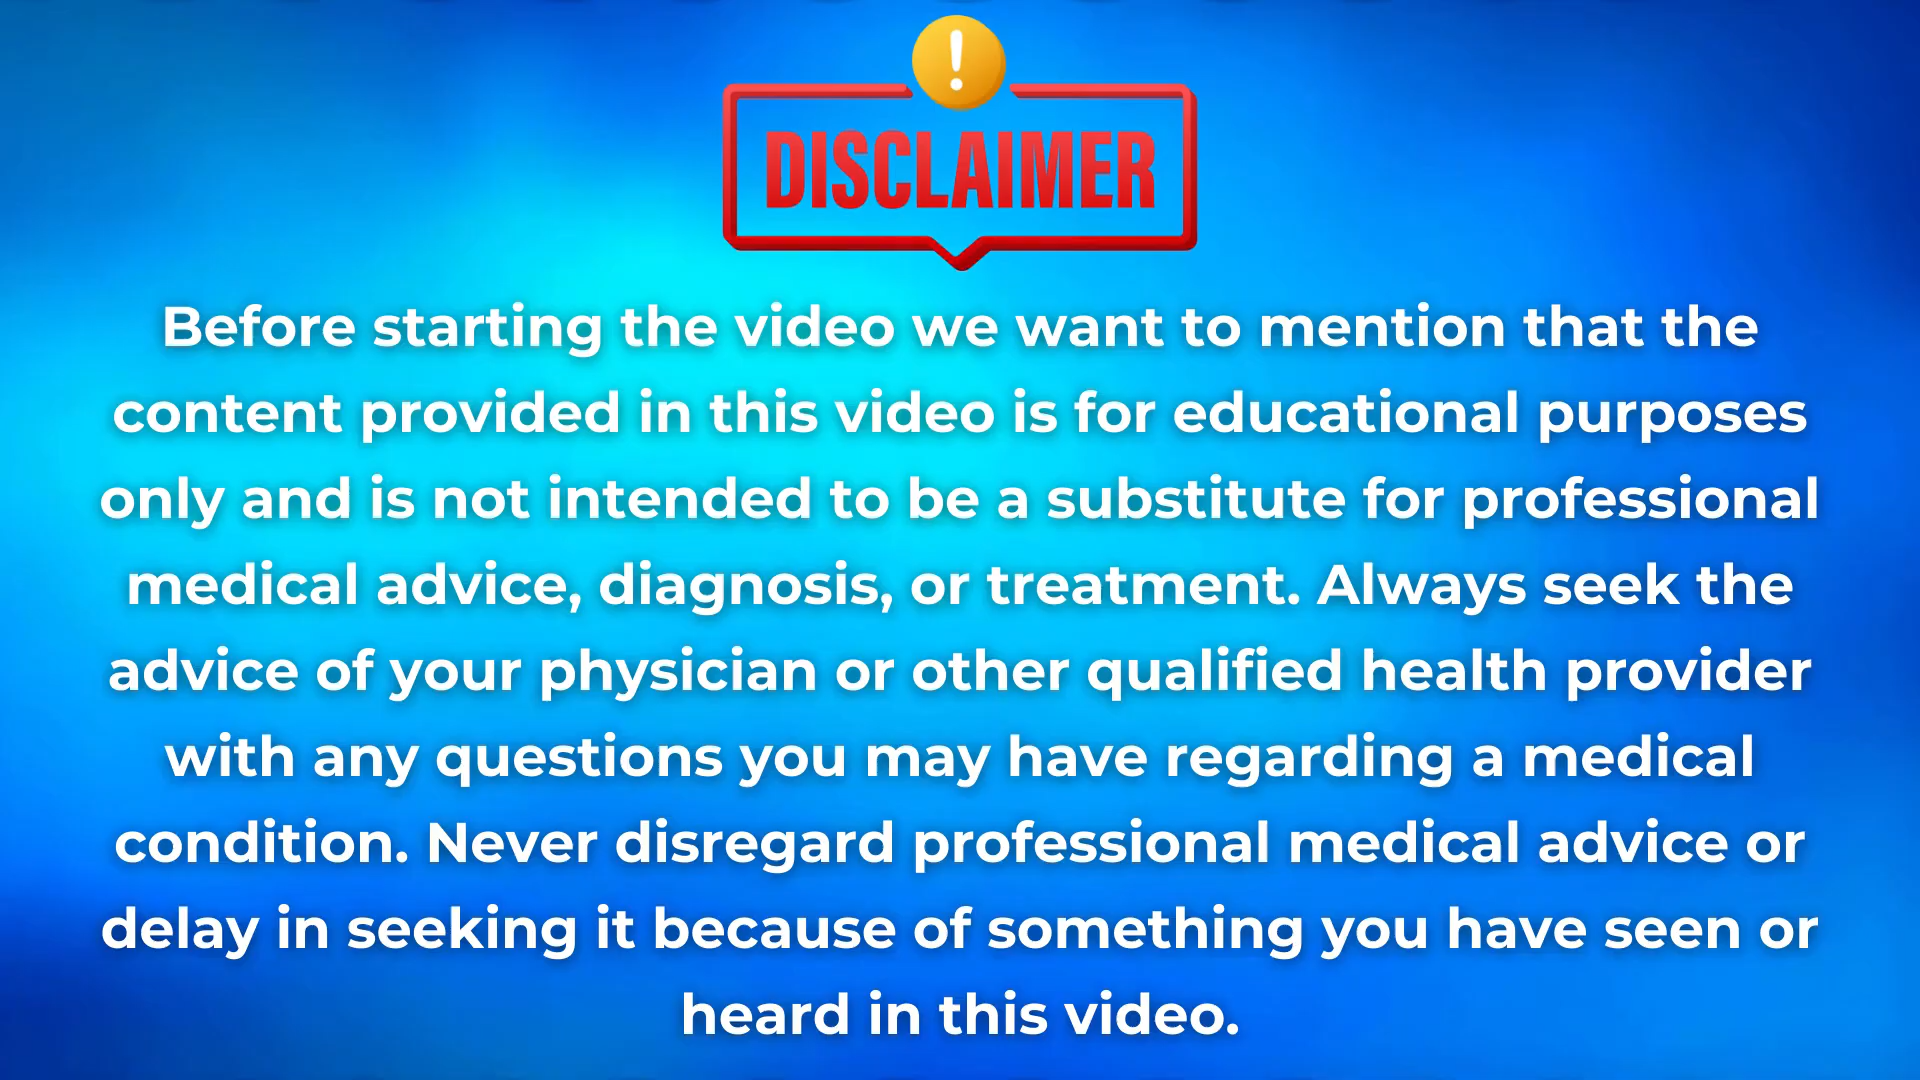 !
DISCLAIMER
Before starting the video we want to mention that the
content provided in this video is for educational purposes
only and is not intended to be a substitute for professional
medical advice, diagnosis, or treatment. Always seek the
advice of your physician or other qualified health provider
with any questions you may have regarding a medical
condition. Never disregard professional medical advice or
delay in seeking it because of something you have seen or
heard in this video.